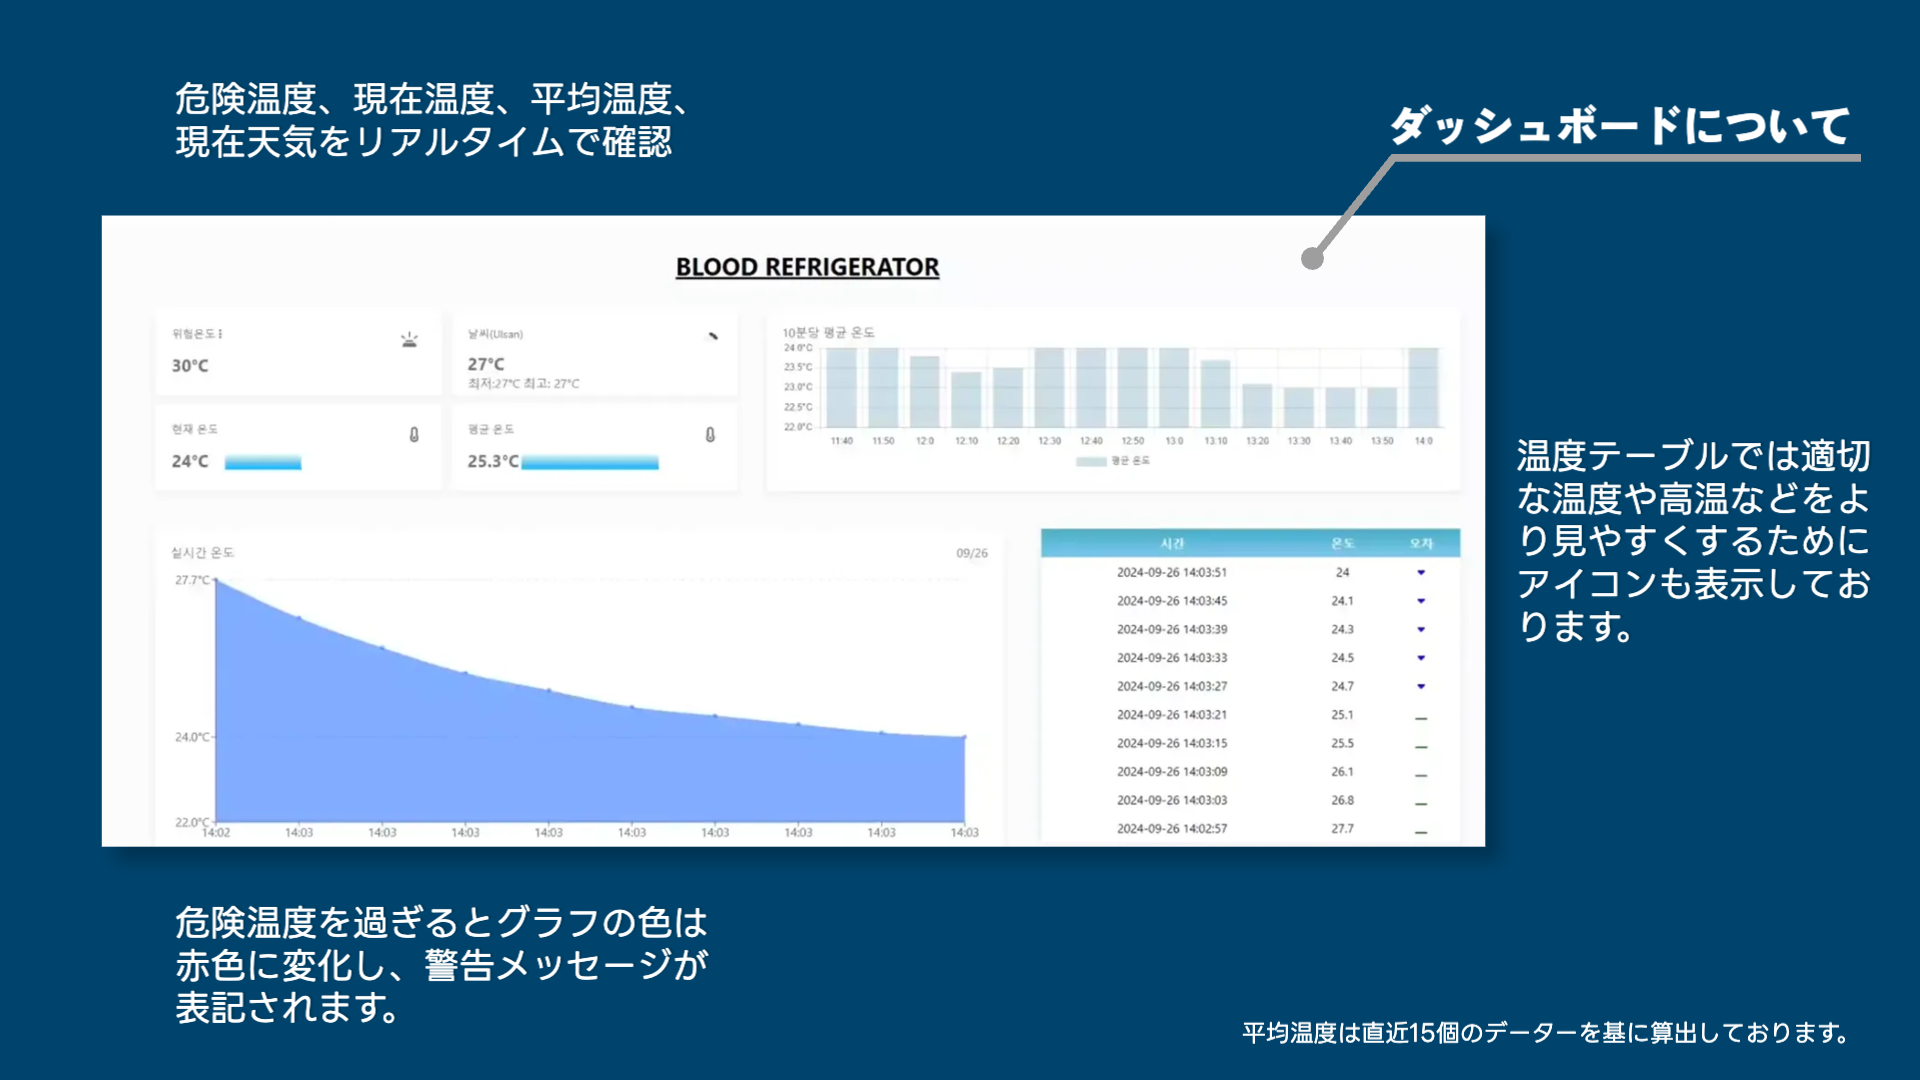 危険温度、現在温度、平均温度、
現在天気をリアルタイムで確認
ダッシュボードについて
BLOOD REFRIGERATOR
위험온도
30°C
날씨(Ulsan)
27°C
최저:27°C 최고: 27°C
현재 온도
24°C
평균 온도
25.3°C
10분당 평균 온도
24.0°C
23.5°C
23.0°C
22.5°C
22.0°C
11:40 11:50 12:0 12:10 12:20 12:30 12:40 12:50 13:0 13:10 13:20 13:30 13:40 13:50 14:0
평균 온도
실시간 온도 09/26
27.7°C
24.0°C
22.0°C
14:02 14:03 14:03 14:03 14:03 14:03 14:03 14:03 14:03 14:03
시간 온도 오차
2024-09-26 14:03:51 24
2024-09-26 14:03:45 24.1
2024-09-26 14:03:39 24.3
2024-09-26 14:03:33 24.5
2024-09-26 14:03:27 24.7
2024-09-26 14:03:21 25.1
2024-09-26 14:03:15 25.5
2024-09-26 14:03:09 26.1
2024-09-26 14:03:03 26.8
2024-09-26 14:02:57 27.7
温度テーブルでは適切
な温度や高温などをよ
り見やすくするために
アイコンも表示してお
ります。
危険温度を過ぎるとグラフの色は
赤色に変化し、警告メッセージが
表記されます。
平均温度は直近15個のデーターを基に算出しております。